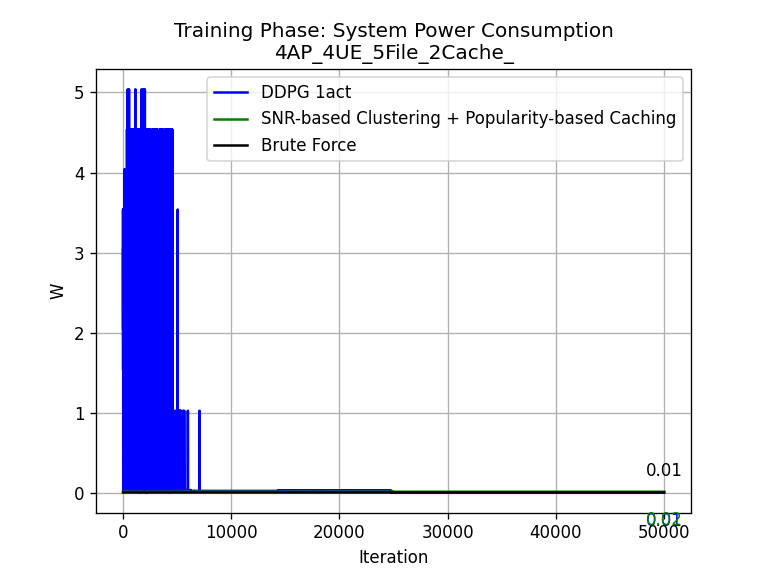 Training Phase: System Power Consumption
4AP_4UE_5File_2Cache_
DDPG 1act
SNR-based Clustering + Popularity-based Caching
Brute Force
5
4
3
2
1
0
W
0.01
0.02
0 10000 20000 30000 40000 50000
Iteration